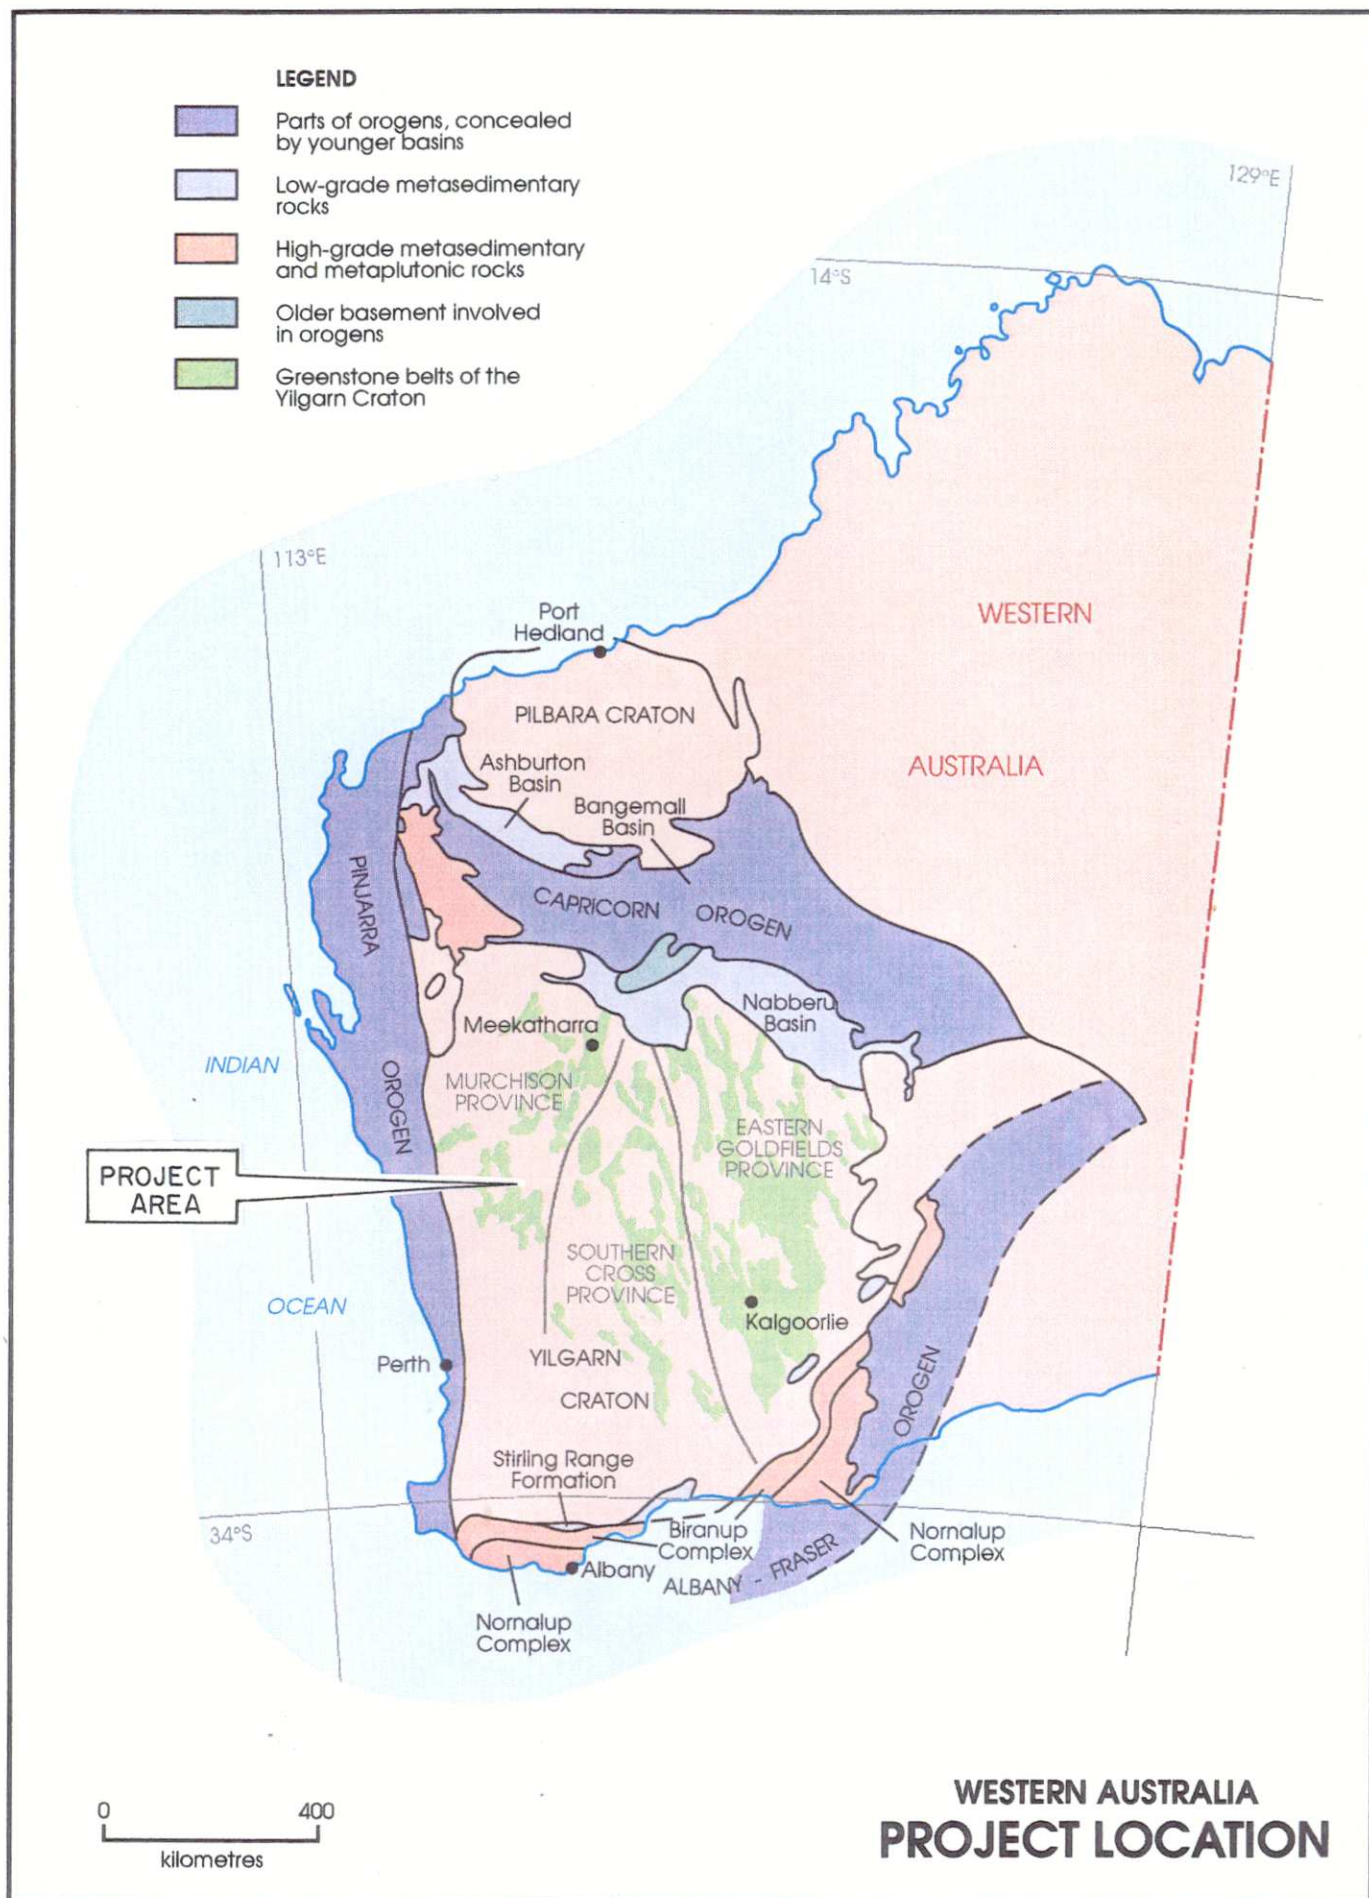 LEGEND
Parts of orogens, concealed
by younger basins
Low-grade metasedimentary
rocks
High-grade metasedimentary
and metaplutonic rocks
Older basement involved
in orogens
Greenstone belts of the
Yilgarn Craton
129°E
14°S
113°E
Port
Hedland
WESTERN
PILBARA CRATON
AUSTRALIA
Ashburton
Basin
Bangemall
Basin
PINJARRA
CAPRICORN OROGEN
Nabberu
Basin
Meekatharra
INDIAN
OROGEN
MURCHISON
PROVINCE
EASTERN
GOLDFIELDS
PROVINCE
PROJECT
AREA
SOUTHERN
CROSS
PROVINCE
OCEAN
Kalgoorlie
Perth
YILGARN
CRATON
OROGEN
Stirling Range
Formation
34°S
Biranup
Complex
Nornalup
Complex
Albany
ALBANY - FRASER
Nornalup
Complex
0 400
kilometres
WESTERN AUSTRALIA
PROJECT LOCATION